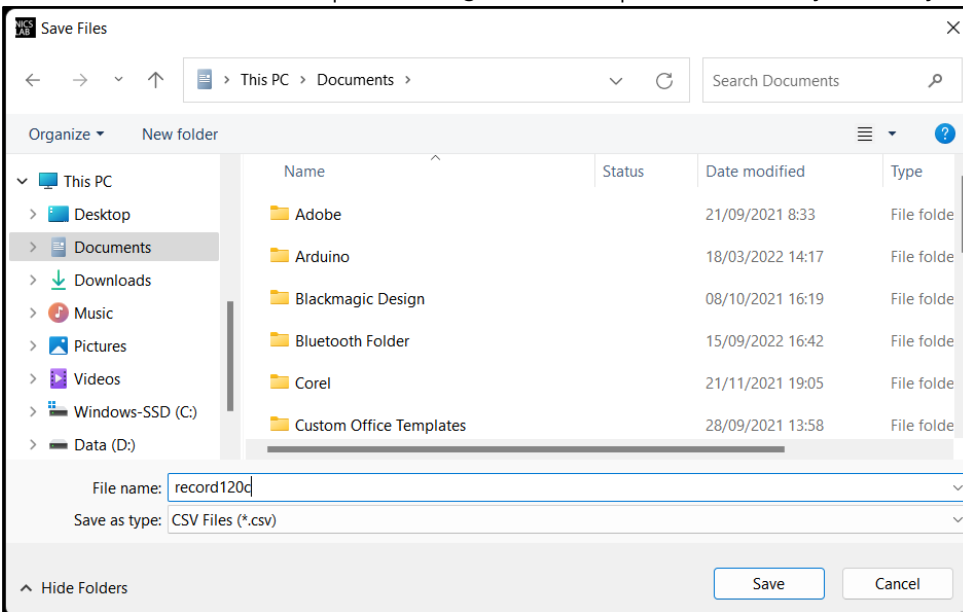 NICS LAB Save Files
This PC > Documents >
Search Documents
Organize New folder
Name Status Date modified Type
This PC
Desktop
Documents
Downloads
Music
Pictures
Videos
Windows-SSD (C:)
Data (D:)
Adobe 21/09/2021 8:33 File folde
Arduino 18/03/2022 14:17 File folde
Blackmagic Design 08/10/2021 16:19 File folde
Bluetooth Folder 15/09/2022 16:42 File folde
Corel 21/11/2021 19:05 File folde
Custom Office Templates 28/09/2021 13:58 File folde
File name: record120c
Save as type: CSV Files (*.csv)
Hide Folders
Save Cancel